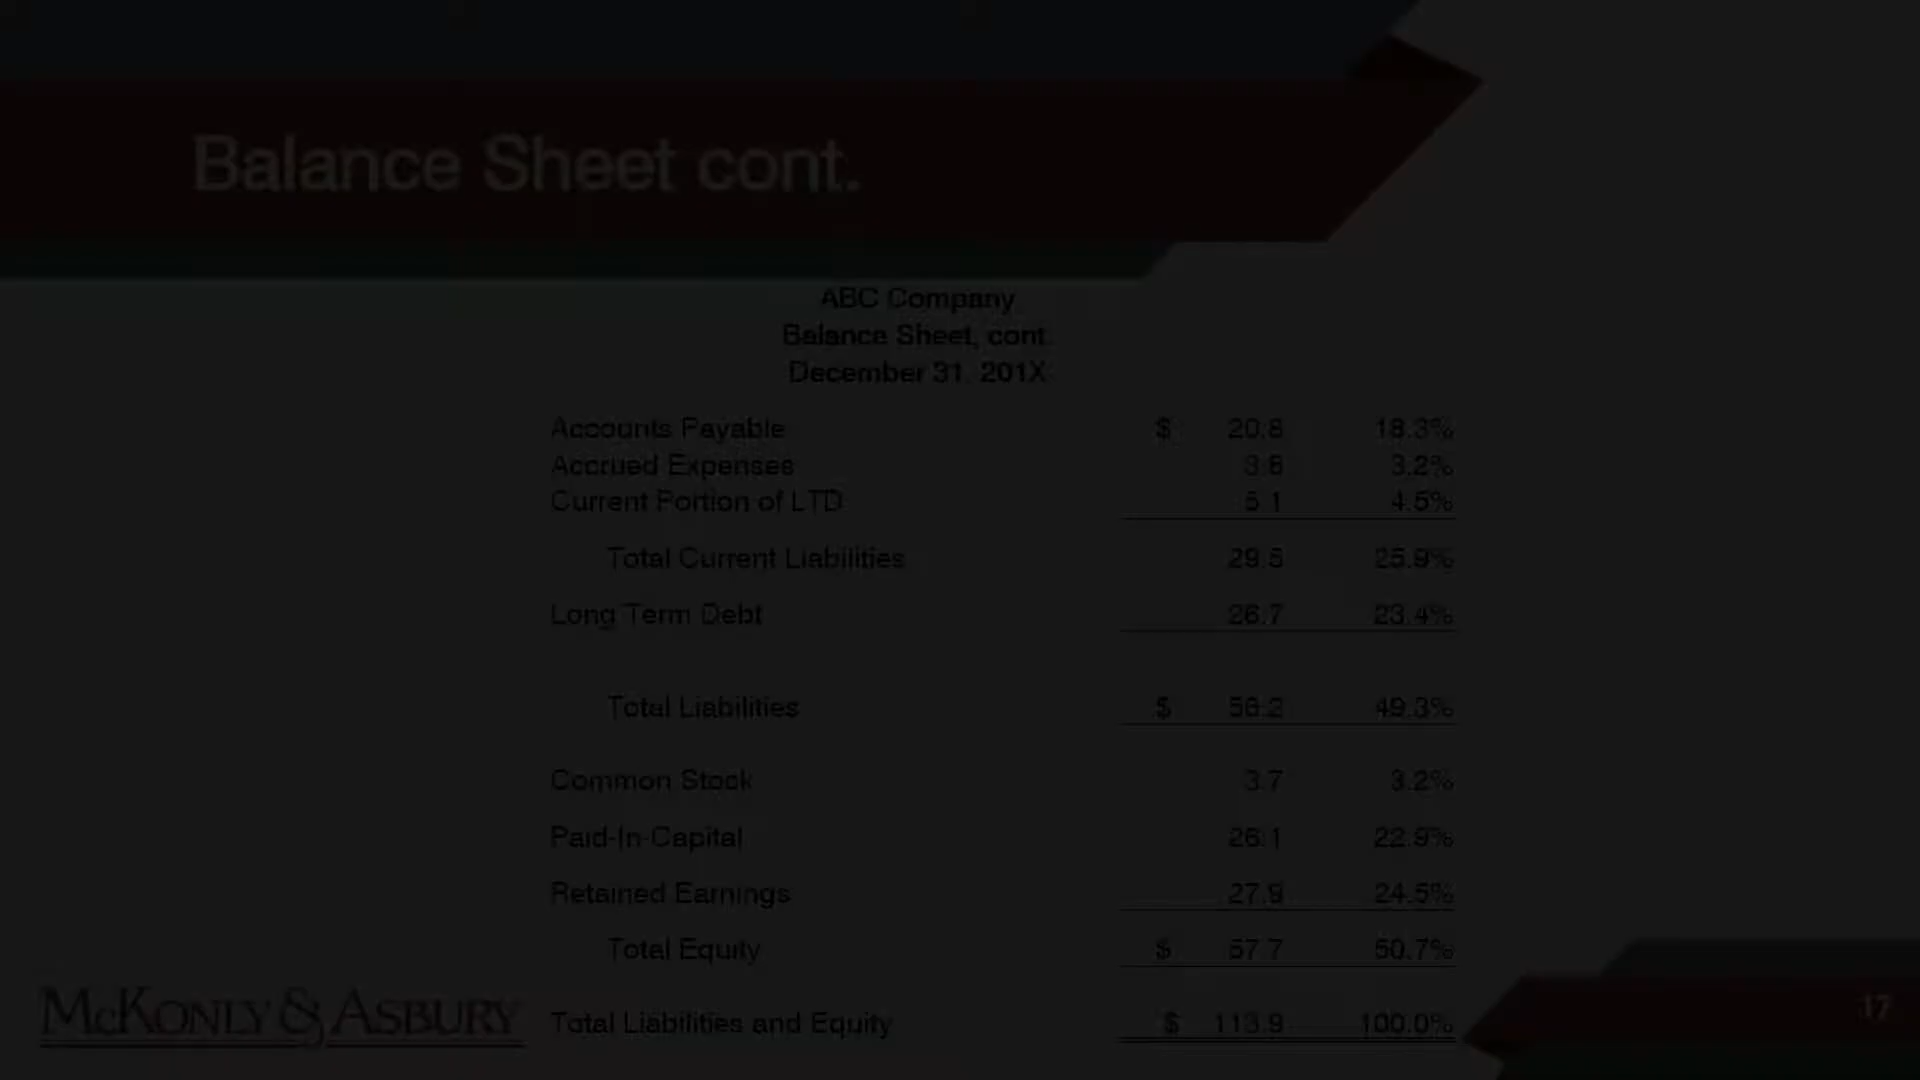 Balance Sheet cont.
ABC Company
Balance Sheet, cont.
December 31, 201X
Accounts Payable $ 20.8 18.3%
Accrued Expenses 3.6 3.2%
Current Portion of LTD 5.1 4.5%
Total Current Liabilities 29.5 25.9%
Long Term Debt 26.7 23.4%
Total Liabilities $ 56.2 49.3%
Common Stock 3.7 3.2%
Paid-In-Capital 26.1 22.9%
Retained Earnings 27.9 24.5%
Total Equity $ 57.7 50.7%
Total Liabilities and Equity $ 113.9 100.0%
McKonly & Asbury
17